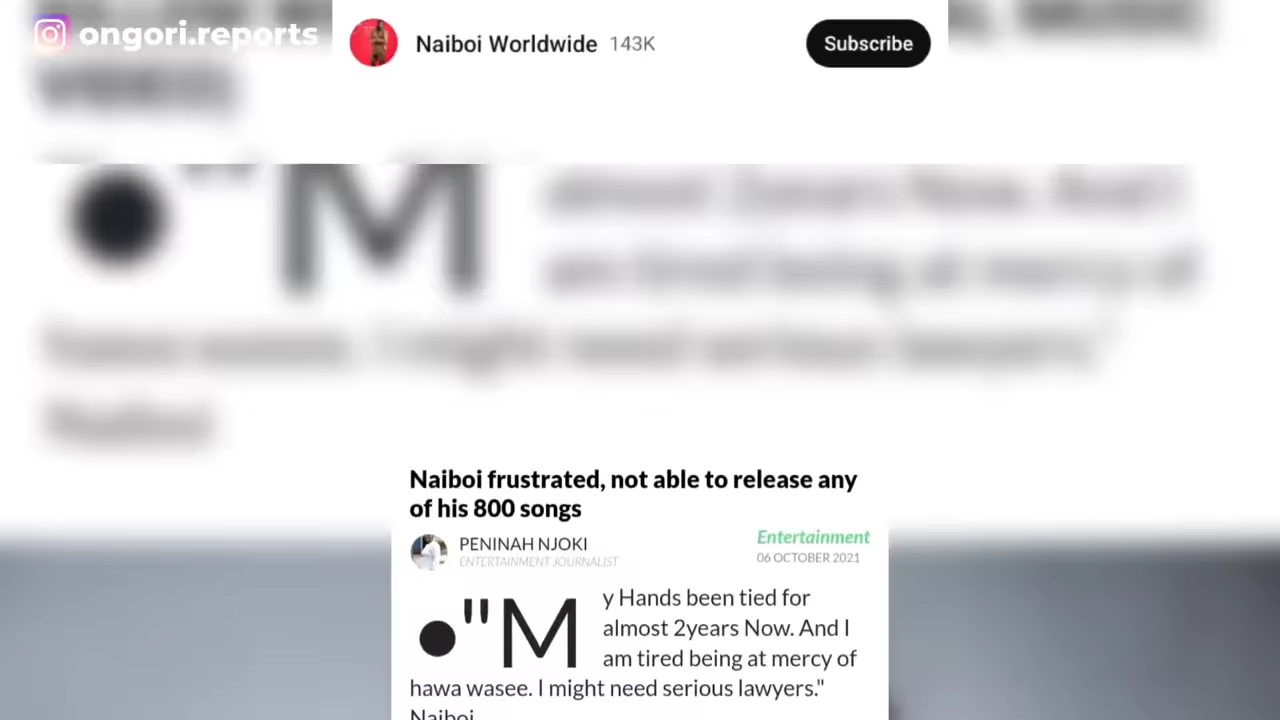 ongori.reports
Naiboi Worldwide 143K
Subscribe
Naiboi frustrated, not able to release any
of his 800 songs
PENINAH NJOKI
ENTERTAINMENT JOURNALIST
Entertainment
06 OCTOBER 2021
•"My Hands been tied for
almost 2years Now. And I
am tired being at mercy of
hawa wasee. I might need serious lawyers."
Naiboi